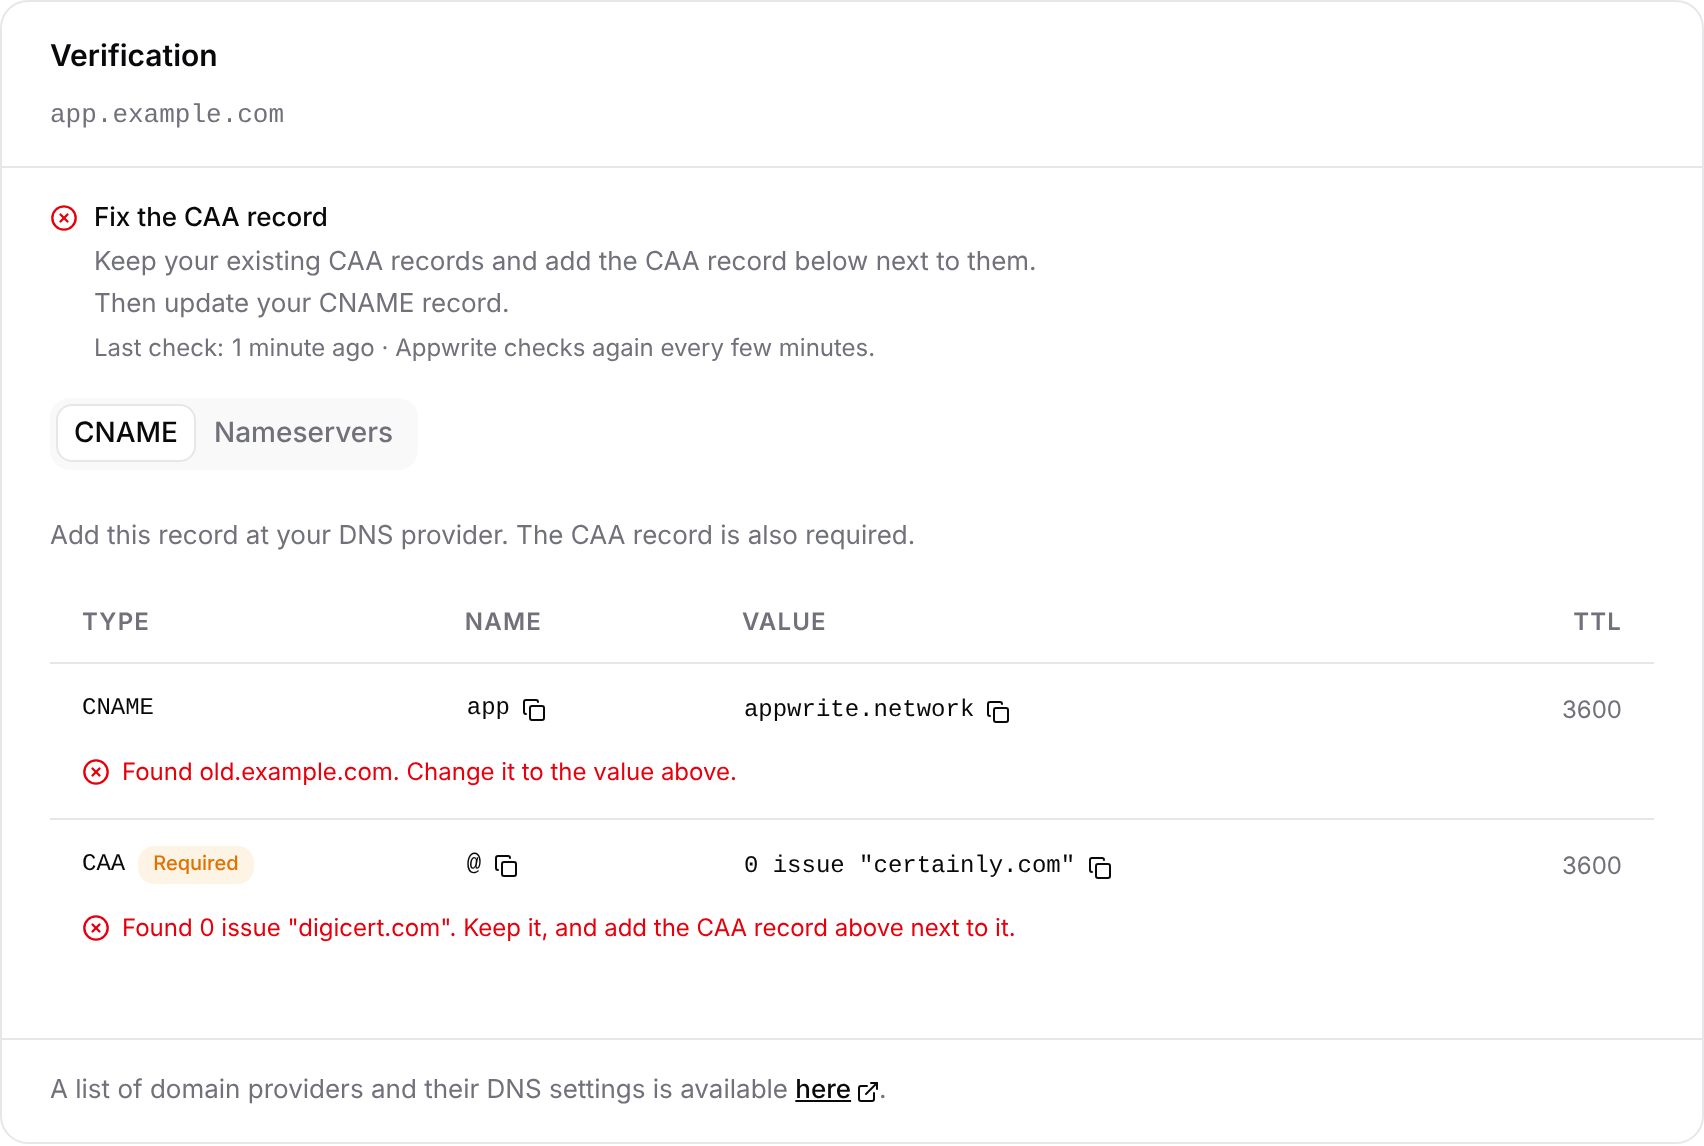 Verification
app.example.com
Fix the CAA record
Keep your existing CAA records and add the CAA record below next to them.
Then update your CNAME record.
Last check: 1 minute ago · Appwrite checks again every few minutes.
CNAME Nameservers
Add this record at your DNS provider. The CAA record is also required.
TYPE NAME VALUE TTL
CNAME app appwrite.network 3600
Found old.example.com. Change it to the value above.
CAA Required @ 0 issue "certainly.com" 3600
Found 0 issue "digicert.com". Keep it, and add the CAA record above next to it.
A list of domain providers and their DNS settings is available here.